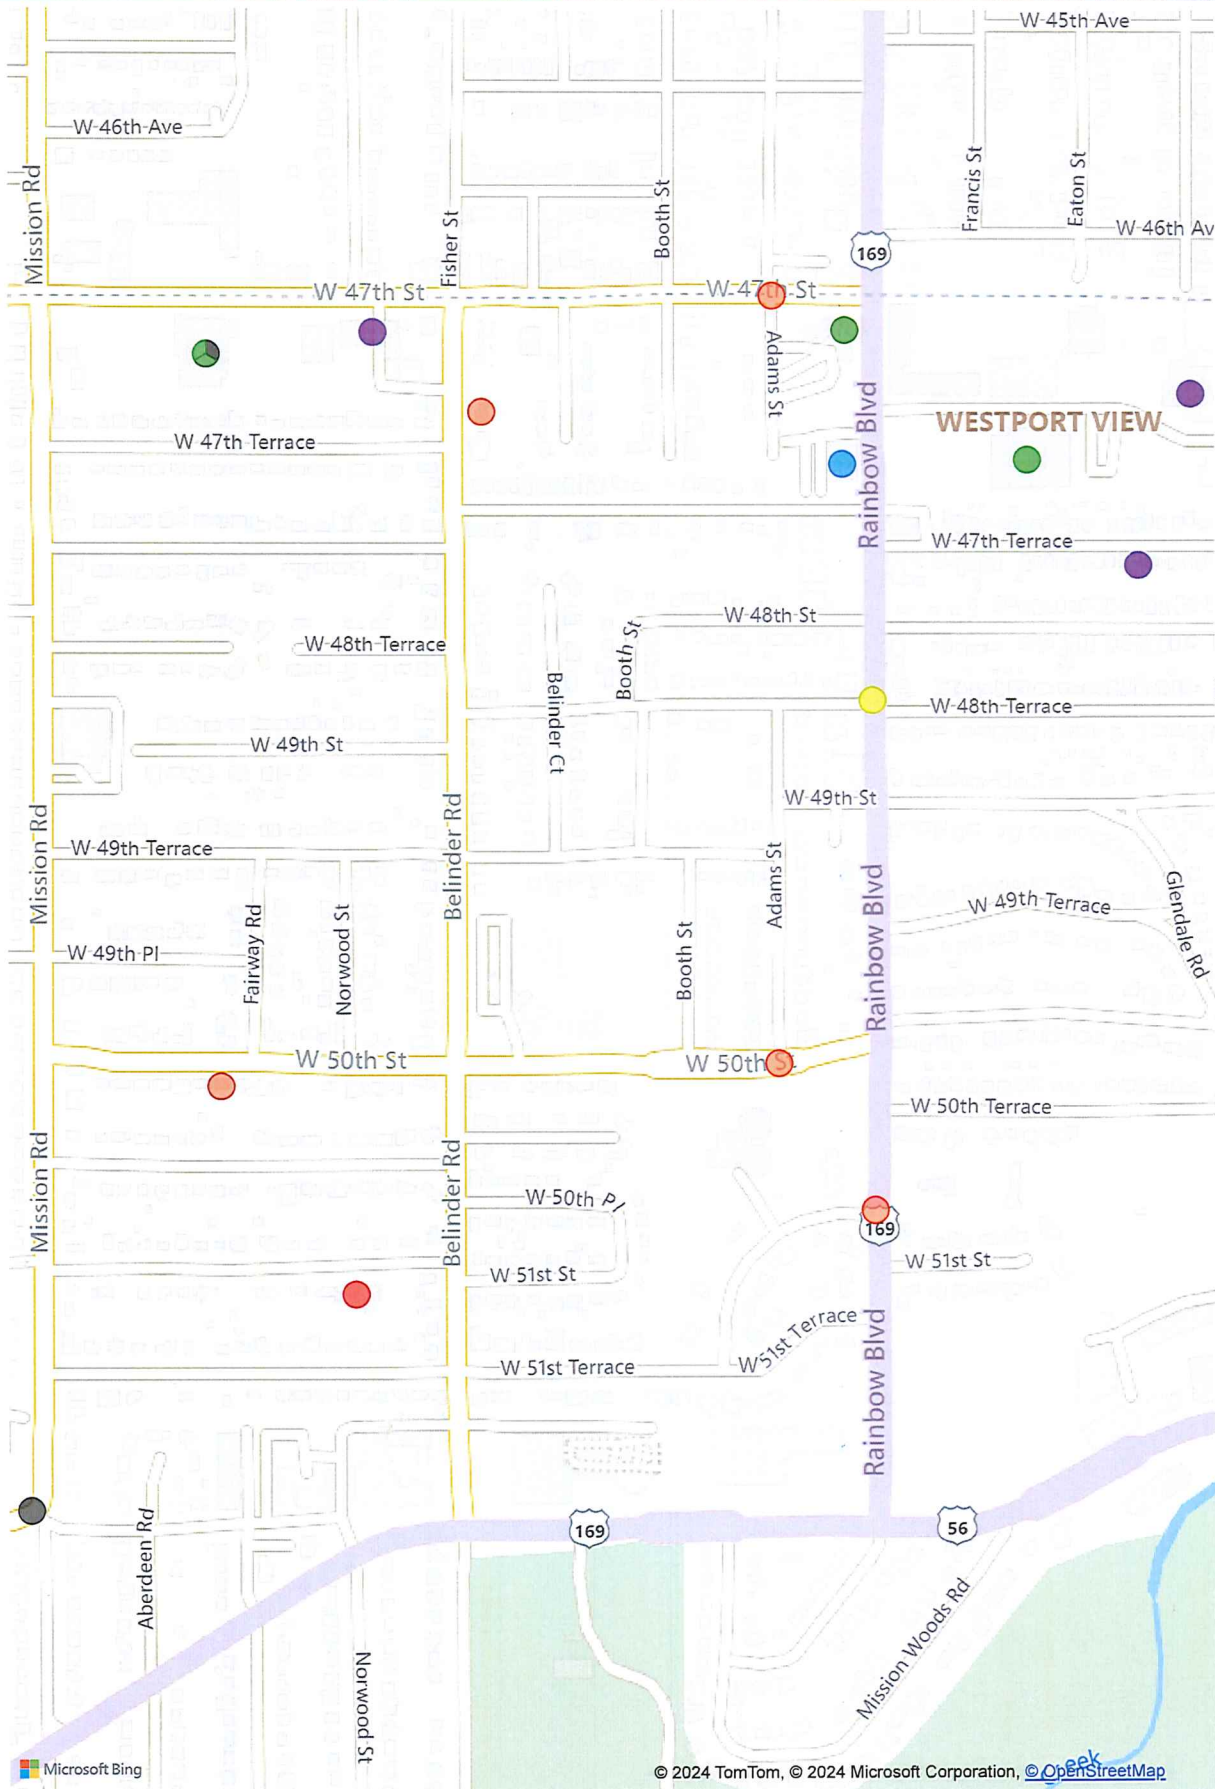 W 45th Ave
W 46th Ave
Mission Rd
Fisher St
Booth St
Francis St
Eaton St
W 46th Av
169
W 47th St
W 47th St
Adams St
Rainbow Blvd
WESTPORT VIEW
W 47th Terrace
W 47th Terrace
W 48th St
W 48th Terrace
Booth St
Belinder Ct
W 48th Terrace
W 49th St
W 49th St
Mission Rd
Belinder Rd
W 49th Terrace
Adams St
Rainbow Blvd
Glendale Rd
W 49th Terrace
Fairway Rd
Norwood St
Booth St
W 49th Pl
W 50th St
W 50th St
W 50th Terrace
Mission Rd
Belinder Rd
W 50th Pl
169
W 51st St
W 51st St
Rainbow Blvd
W 51st Terrace
W 51st Terrace
Aberdeen Rd
169
56
Mission Woods Rd
Norwood St
eek
Microsoft Bing
© 2024 TomTom, © 2024 Microsoft Corporation, © OpenStreetMap